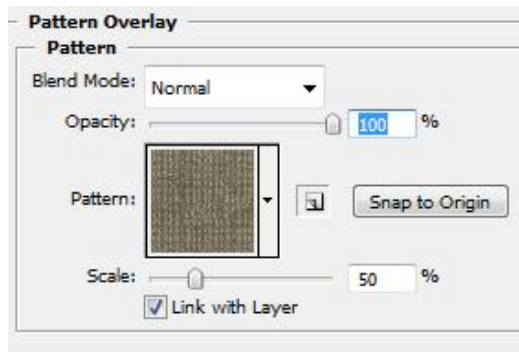 Pattern Overlay
Pattern
Blend Mode: Normal
Opacity: 100 %
Pattern: Snap to Origin
Scale: 50 %
Link with Layer